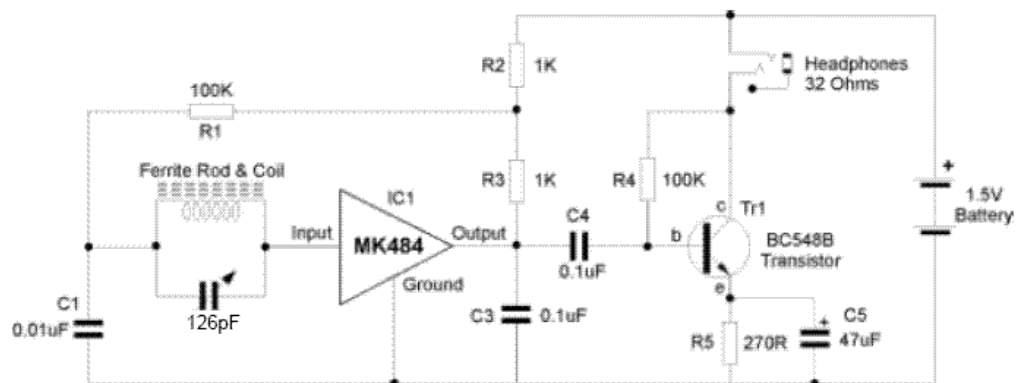 R2
1K
Headphones
32 Ohms
100K
R1
Ferrite Rod & Coil
R3
1K
R4
100K
+
1.5V
Battery
IC1
Input
MK484
Output
Ground
C4
0.1uF
c
Tr1
b
BC548B
Transistor
e
C1
0.01uF
126pF
C3
0.1uF
R5
270R
+
C5
47uF